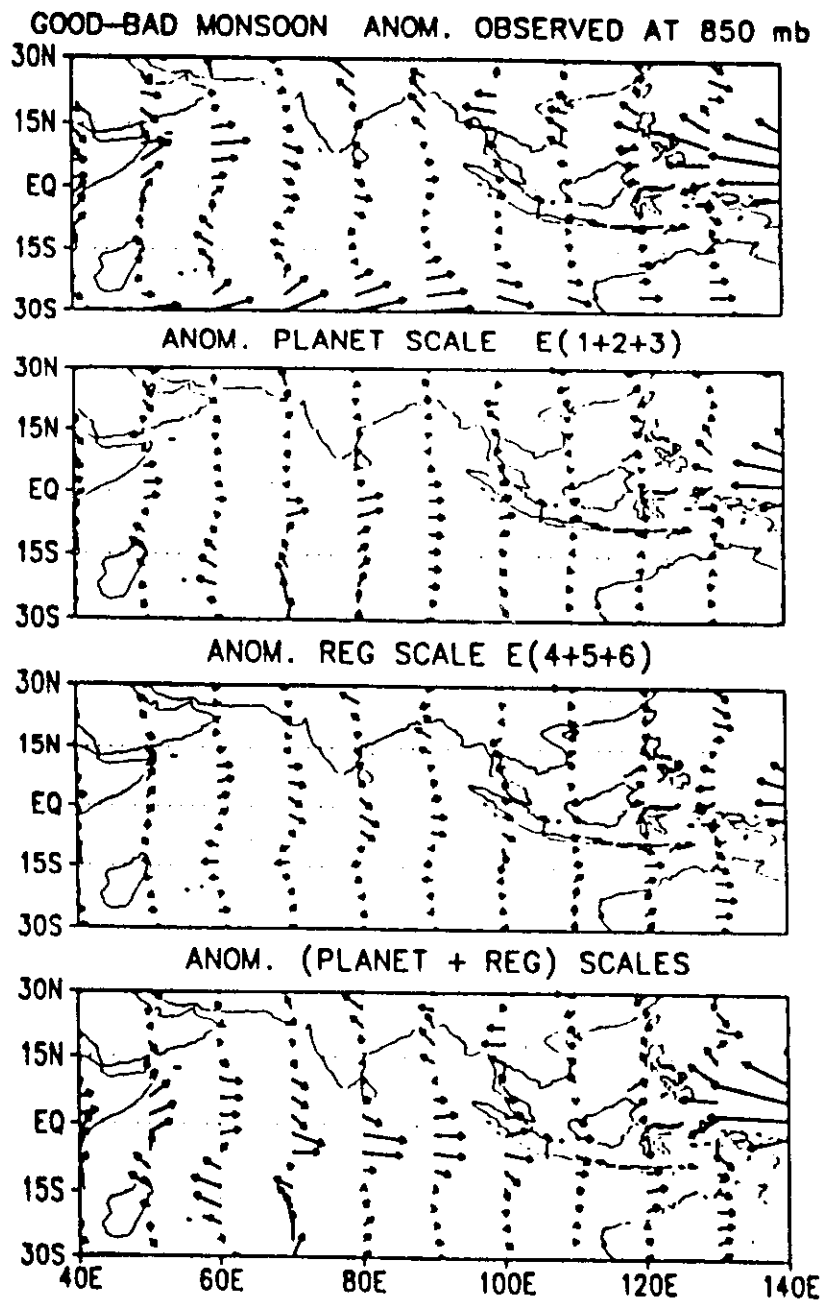 GOOD-BAD MONSOON ANOM. OBSERVED AT 850 mb
30N
15N
EQ
15S
30S
ANOM. PLANET SCALE E(1+2+3)
30N
15N
EQ
15S
30S
ANOM. REG SCALE E(4+5+6)
30N
15N
EQ
15S
30S
ANOM. (PLANET + REG) SCALES
30N
15N
EQ
15S
30S
40E 60E 80E 100E 120E 140E